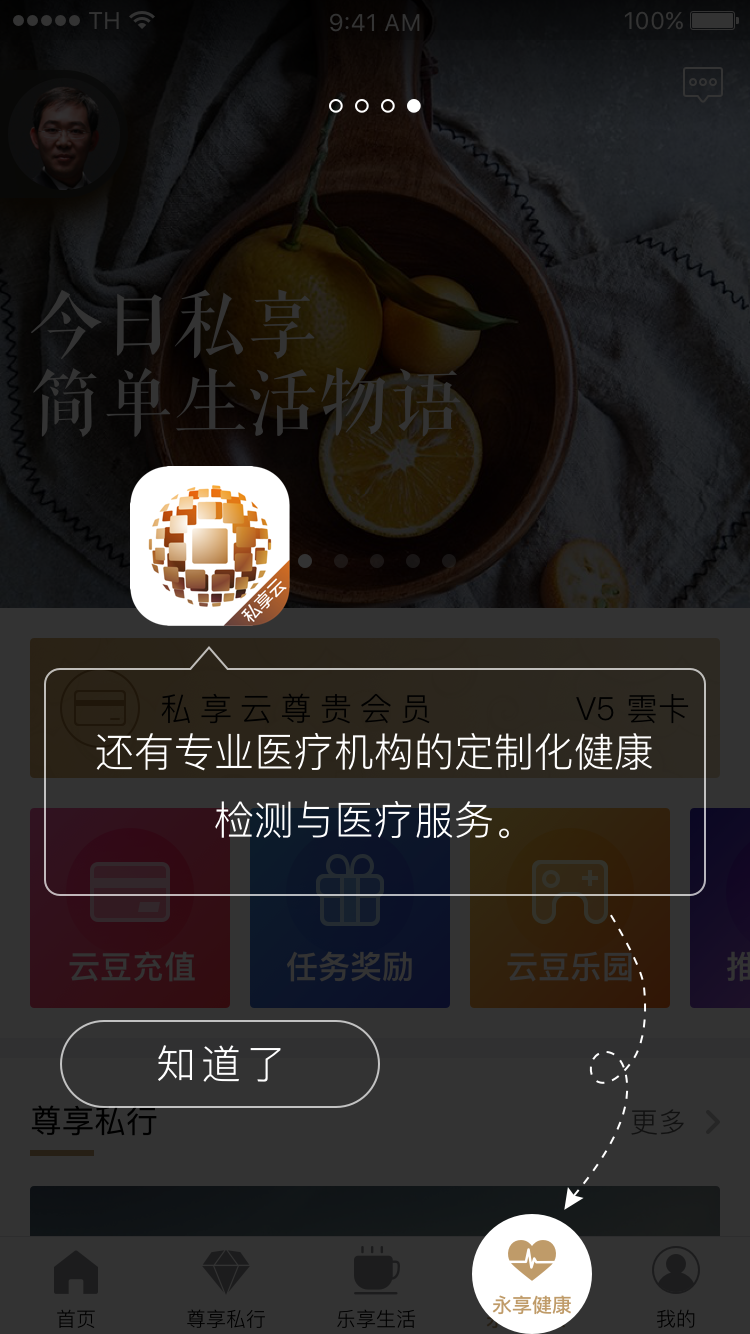 TH 9:41 AM 100%
今日私享
简单生活物语
私享云
私享云尊贵会员 V5 雲卡
还有专业医疗机构的定制化健康
检测与医疗服务。
云豆充值 任务奖励 云豆乐园 推
知道了
尊享私行 更多
永享健康
首页 尊享私行 乐享生活 我的